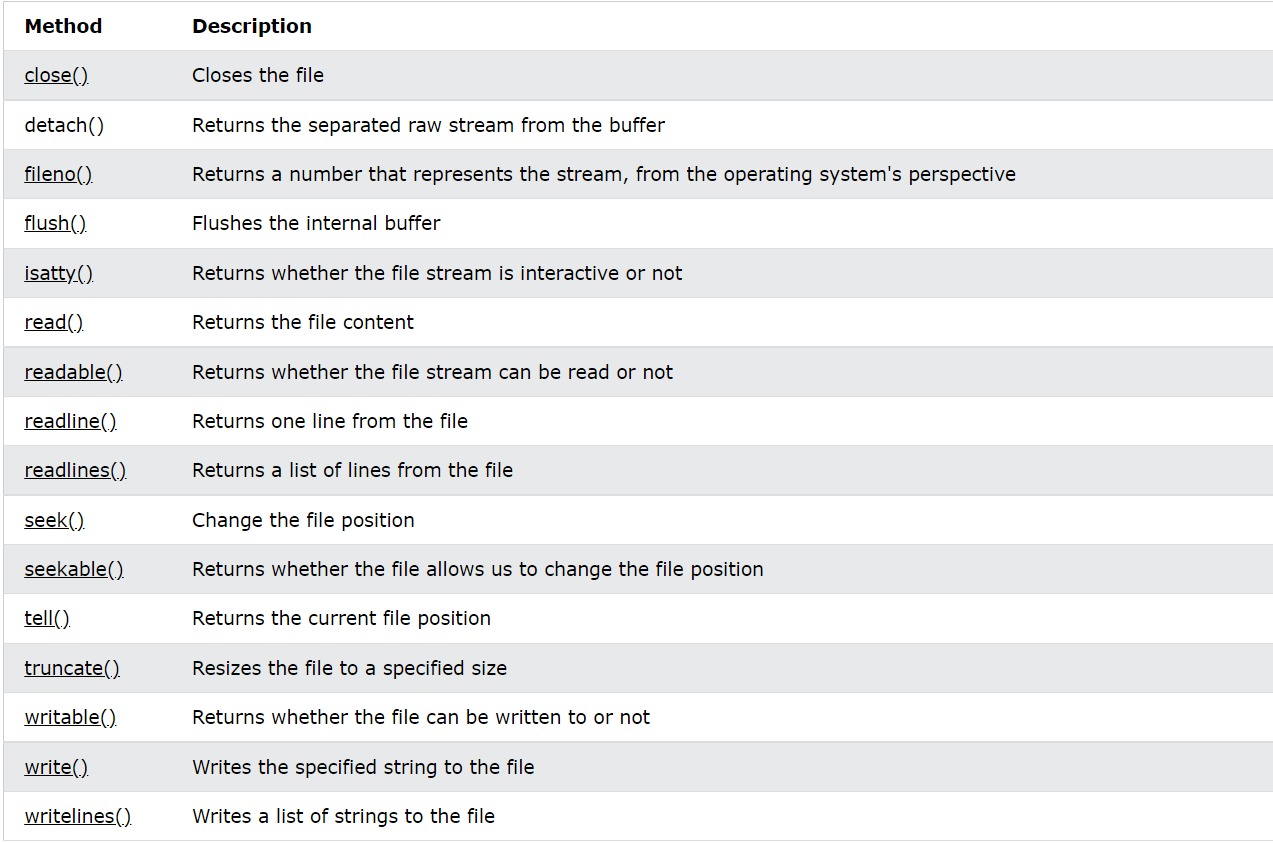 Method Description
close() Closes the file
detach() Returns the separated raw stream from the buffer
fileno() Returns a number that represents the stream, from the operating system's perspective
flush() Flushes the internal buffer
isatty() Returns whether the file stream is interactive or not
read() Returns the file content
readable() Returns whether the file stream can be read or not
readline() Returns one line from the file
readlines() Returns a list of lines from the file
seek() Change the file position
seekable() Returns whether the file allows us to change the file position
tell() Returns the current file position
truncate() Resizes the file to a specified size
writable() Returns whether the file can be written to or not
write() Writes the specified string to the file
writelines() Writes a list of strings to the file